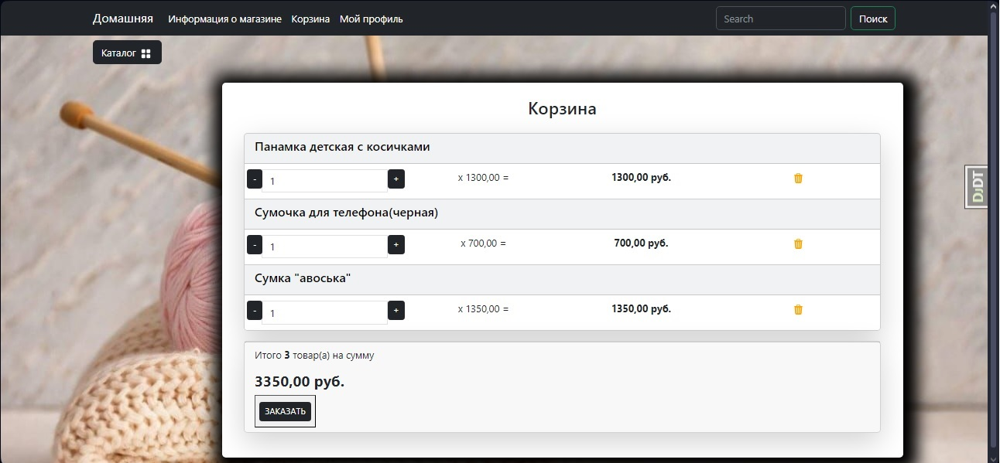 Домашняя Информация о магазине Корзина Мой профиль Search Поиск
Каталог
Корзина
Панамка детская с косичками
- 1 + x 1300,00 = 1300,00 руб.
Сумочка для телефона(черная)
- 1 + x 700,00 = 700,00 руб.
Сумка "авоська"
- 1 + x 1350,00 = 1350,00 руб.
Итого 3 товар(а) на сумму
3350,00 руб.
ЗАКАЗАТЬ
DJDT